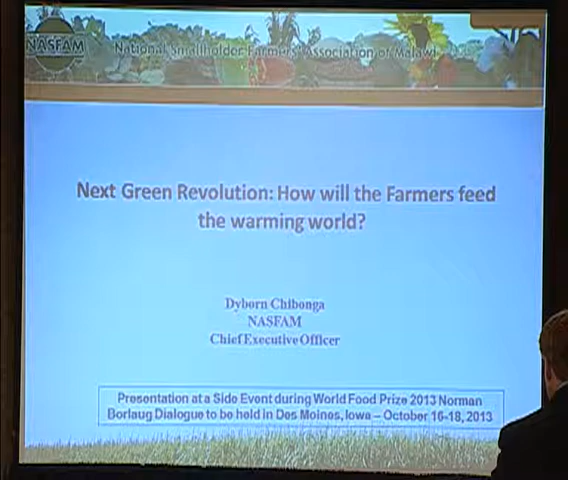 NASFAM
National Smallholder Farmers' Association of Malawi
Next Green Revolution: How will the Farmers feed
the warming world?
Dyborn Chibonga
NASFAM
Chief Executive Officer
Presentation at a Side Event during World Food Prize 2013 Norman
Borlaug Dialogue to be held in Des Moines, Iowa – October 16-18, 2013